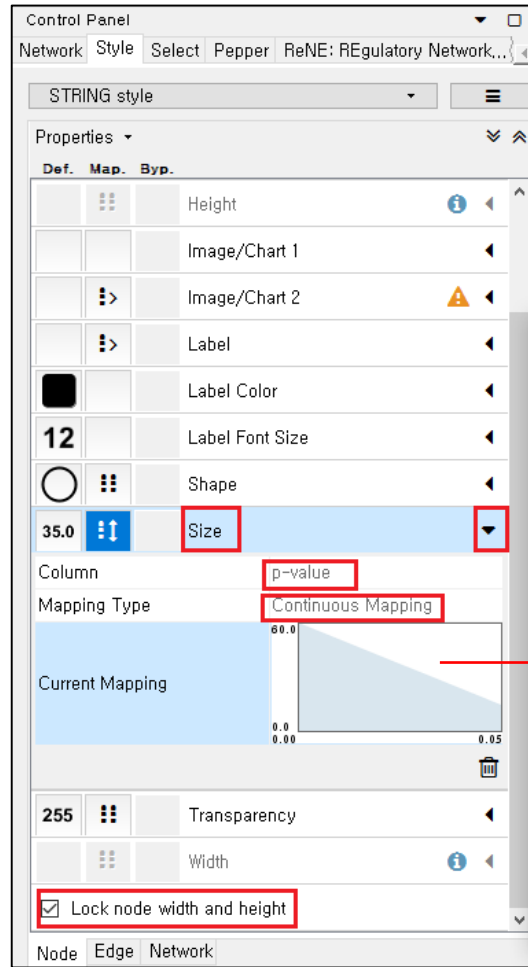 Control Panel
Network Style Select Pepper ReNE: REgulatory Network...
STRING style
Properties
Def. Map. Byp.
Height
Image/Chart 1
Image/Chart 2
Label
Label Color
12 Label Font Size
Shape
35.0 Size
Column p-value
Mapping Type Continuous Mapping
60.0
Current Mapping
0.0
0.00 0.05
255 Transparency
Width
Lock node width and height
Node Edge Network